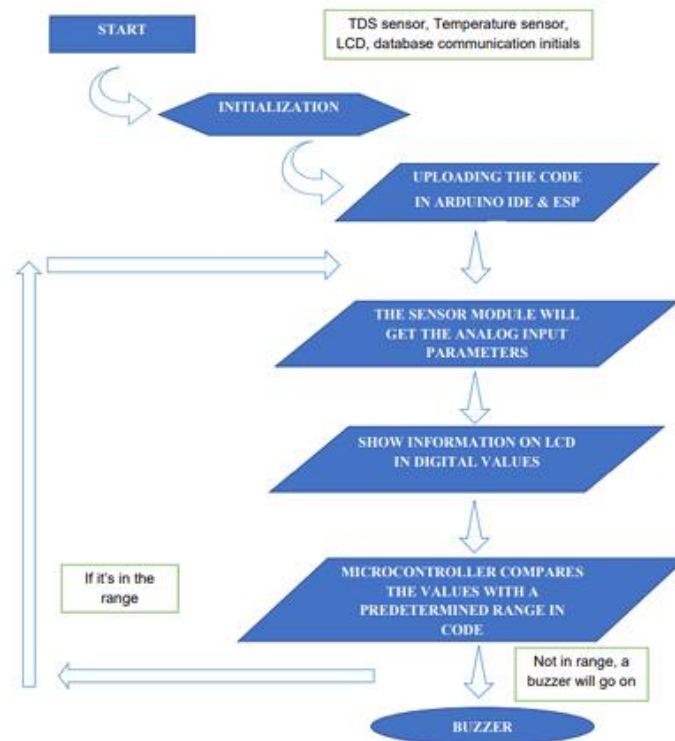 START
TDS sensor, Temperature sensor,
LCD, database communication initials
INITIALIZATION
UPLOADING THE CODE
IN ARDUINO IDE & ESP
THE SENSOR MODULE WILL
GET THE ANALOG INPUT
PARAMETERS
SHOW INFORMATION ON LCD
IN DIGITAL VALUES
MICROCONTROLLER COMPARES
THE VALUES WITH A
PREDETERMINED RANGE IN
CODE
If it's in the
range
Not in range, a
buzzer will go on
BUZZER